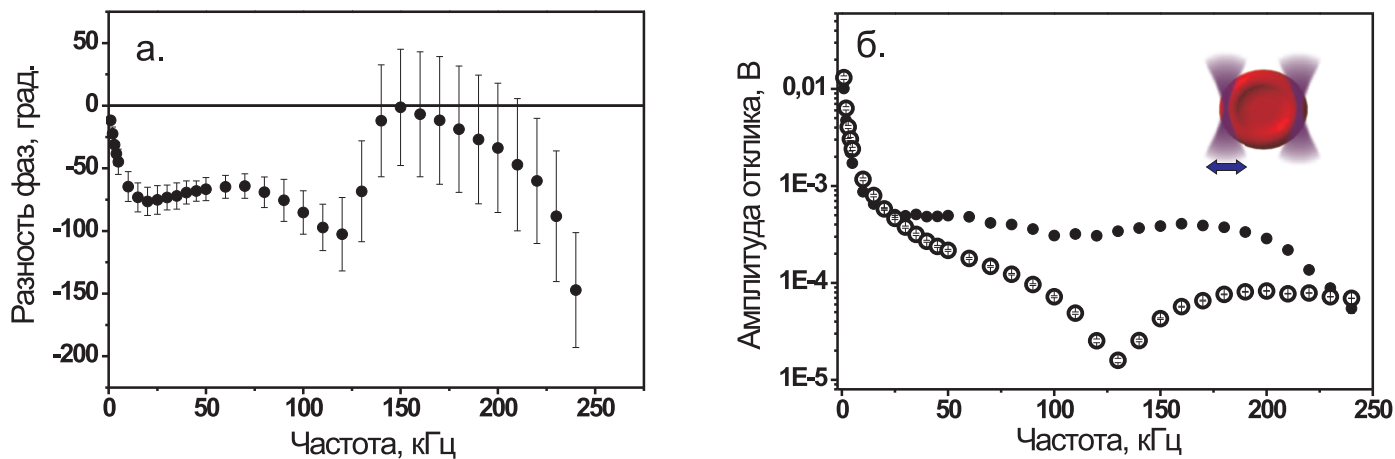 а.
50
0
-50
-100
-150
-200
Разность фаз, град.
0
50
100
150
200
250
Частота, кГц
б.
0,01
1E-3
1E-4
1E-5
Амплитуда отклика, В
0
50
100
150
200
250
Частота, кГц